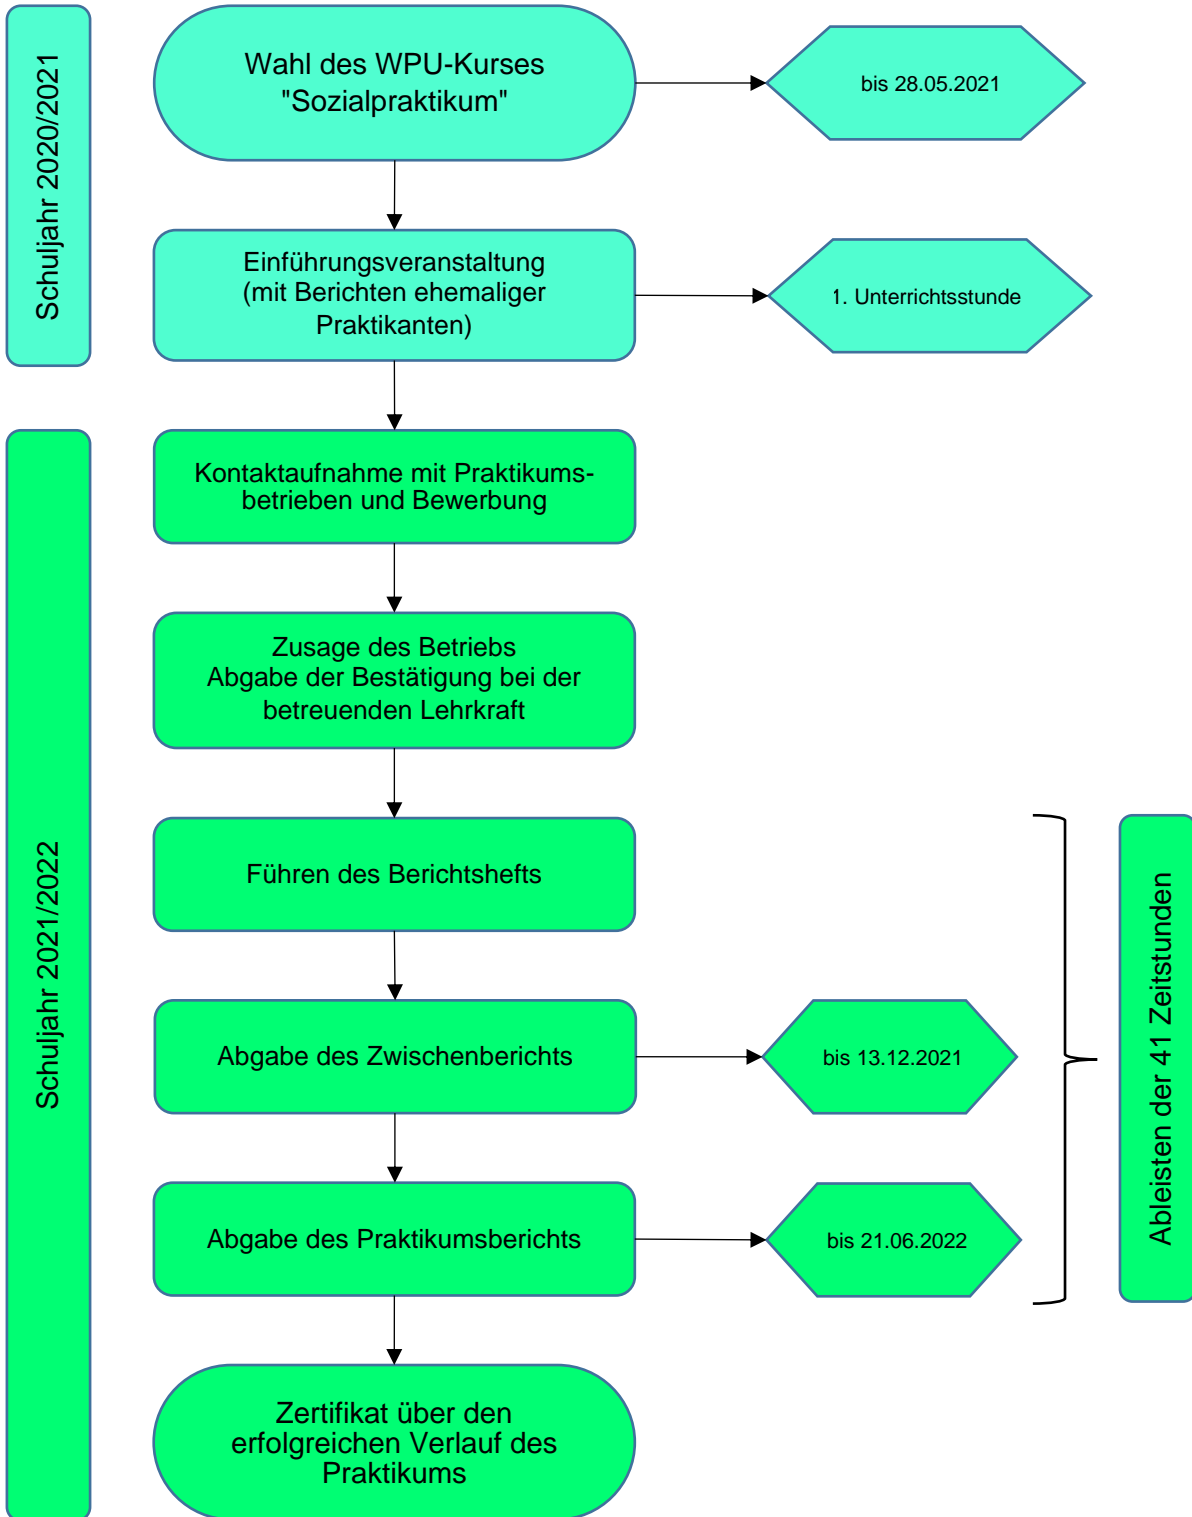 Schuljahr 2020/2021
Wahl des WPU-Kurses
"Sozialpraktikum"
bis 28.05.2021
Einführungsveranstaltung
(mit Berichten ehemaliger
Praktikanten)
1. Unterrichtsstunde
Schuljahr 2021/2022
Kontaktaufnahme mit Praktikums-
betrieben und Bewerbung
Zusage des Betriebs
Abgabe der Bestätigung bei der
betreuenden Lehrkraft
Führen des Berichtshefts
Abgabe des Zwischenberichts
bis 13.12.2021
Abgabe des Praktikumsberichts
bis 21.06.2022
Ableisten der 41 Zeitstunden
Zertifikat über den
erfolgreichen Verlauf des
Praktikums